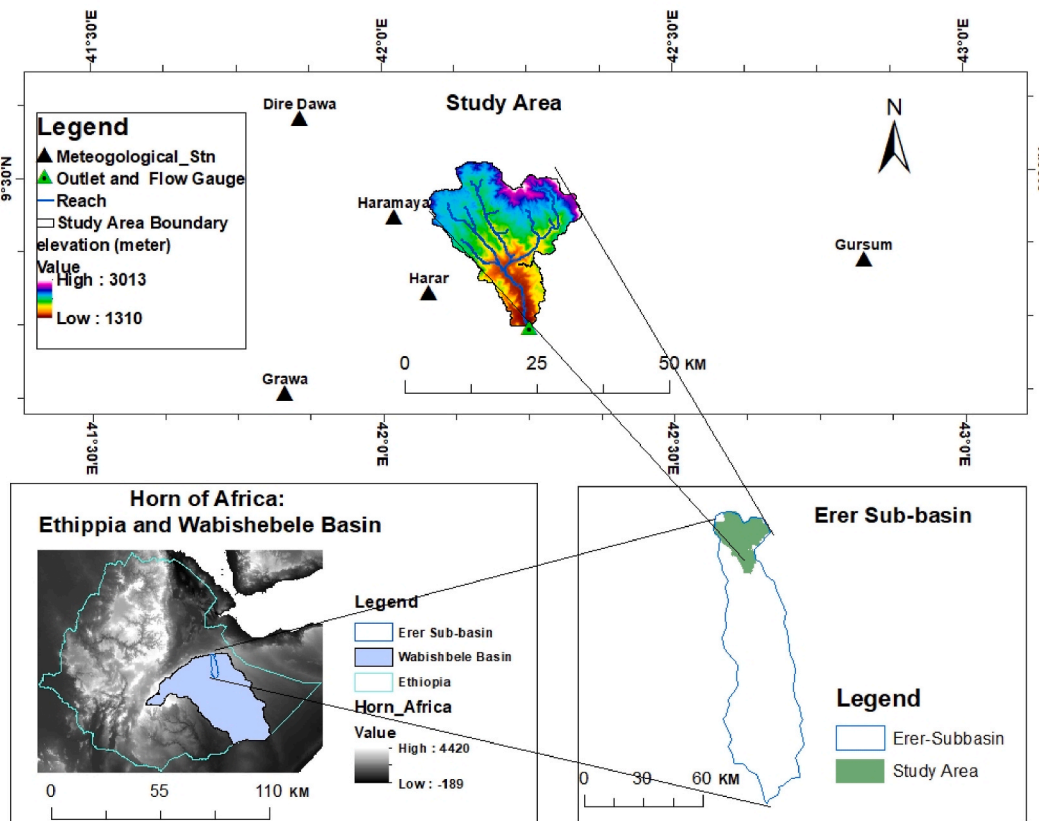 41°30'E
42°0'E
42°30'E
43°0'E
9°30'N
Study Area
N
Dire Dawa
Haramaya
Harar
Grawa
Gursum
Legend
Meteogological_Stn
Outlet and Flow Gauge
Reach
Study Area Boundary
elevation (meter)
Value
High : 3013
Low : 1310
0 25 50 KM
41°30'E
42°0'E
42°30'E
43°0'E
Horn of Africa:
Ethippia and Wabishebele Basin
Legend
Erer Sub-basin
Wabishbele Basin
Ethiopia
Horn_Africa
Value
High : 4420
Low : -189
0 55 110 KM
Erer Sub-basin
Legend
Erer-Subbasin
Study Area
0 30 60 KM